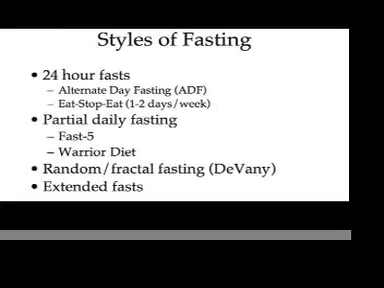 Styles of Fasting
• 24 hour fasts
– Alternate Day Fasting (ADF)
– Eat-Stop-Eat (1-2 days/week)
• Partial daily fasting
– Fast-5
– Warrior Diet
• Random/fractal fasting (DeVany)
• Extended fasts